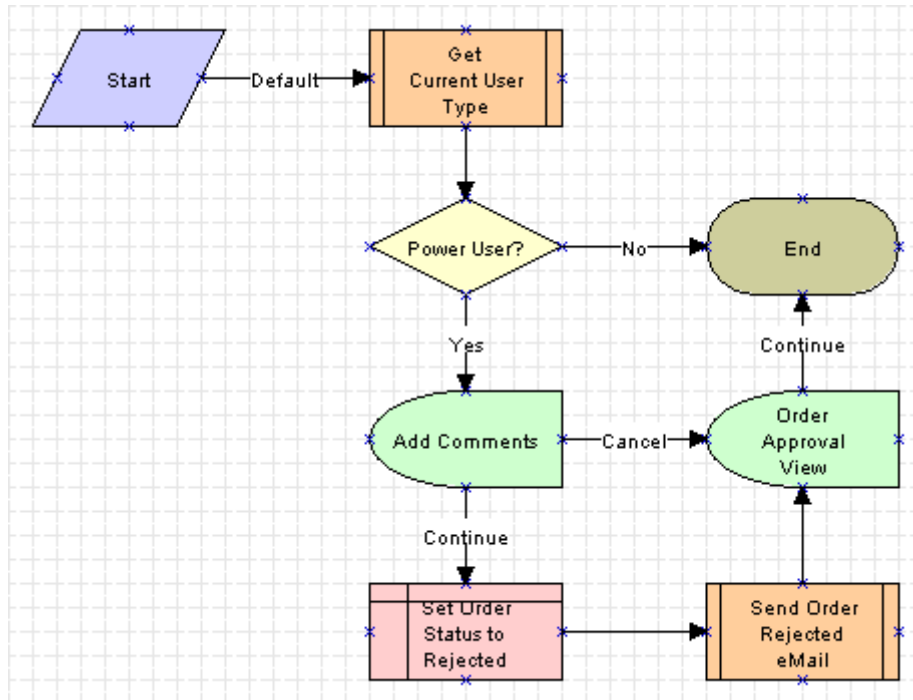 Start
Default
Get
Current User
Type
Power User?
No
End
Yes
Continue
Add Comments
Cancel
Order
Approval
View
Continue
Set Order
Status to
Rejected
Send Order
Rejected
eMail